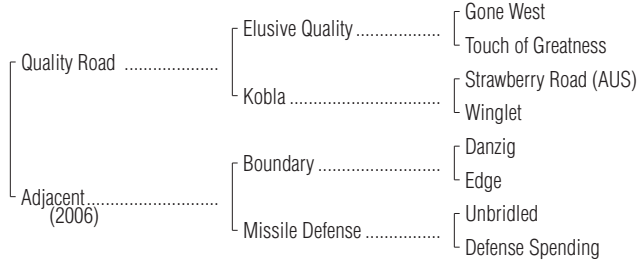 Gone West
Elusive Quality ..................
Touch of Greatness
Quality Road ....................
Strawberry Road (AUS)
Kobla ................................
Winglet
Danzig
Boundary ..........................
Edge
Adjacent............................
(2006)
Unbridled
Missile Defense ................
Defense Spending